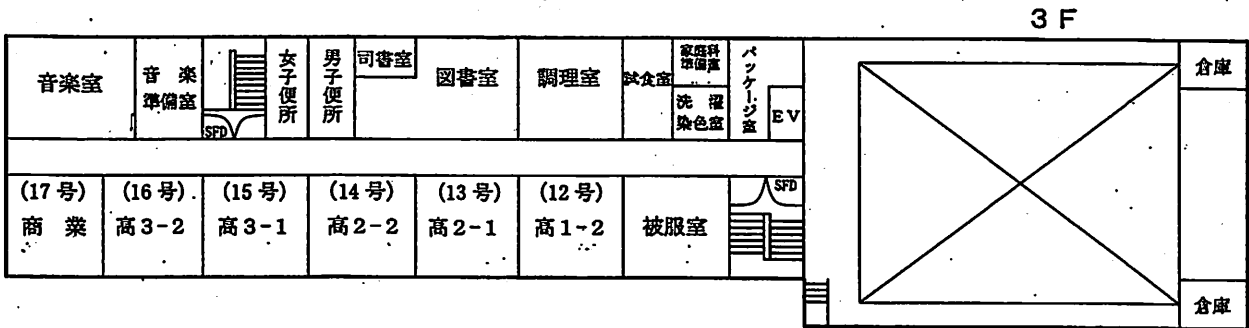 3F
音楽室
音楽
準備室
SFD
女子便所
男子便所
司書室
図書室
調理室
試食室
家庭科
準備室
洗濯
染色室
パッケージ室
EV
倉庫
(17号)
商業
(16号)
高3-2
(15号)
高3-1
(14号)
高2-2
(13号)
高2-1
(12号)
高1-2
被服室
SFD
倉庫